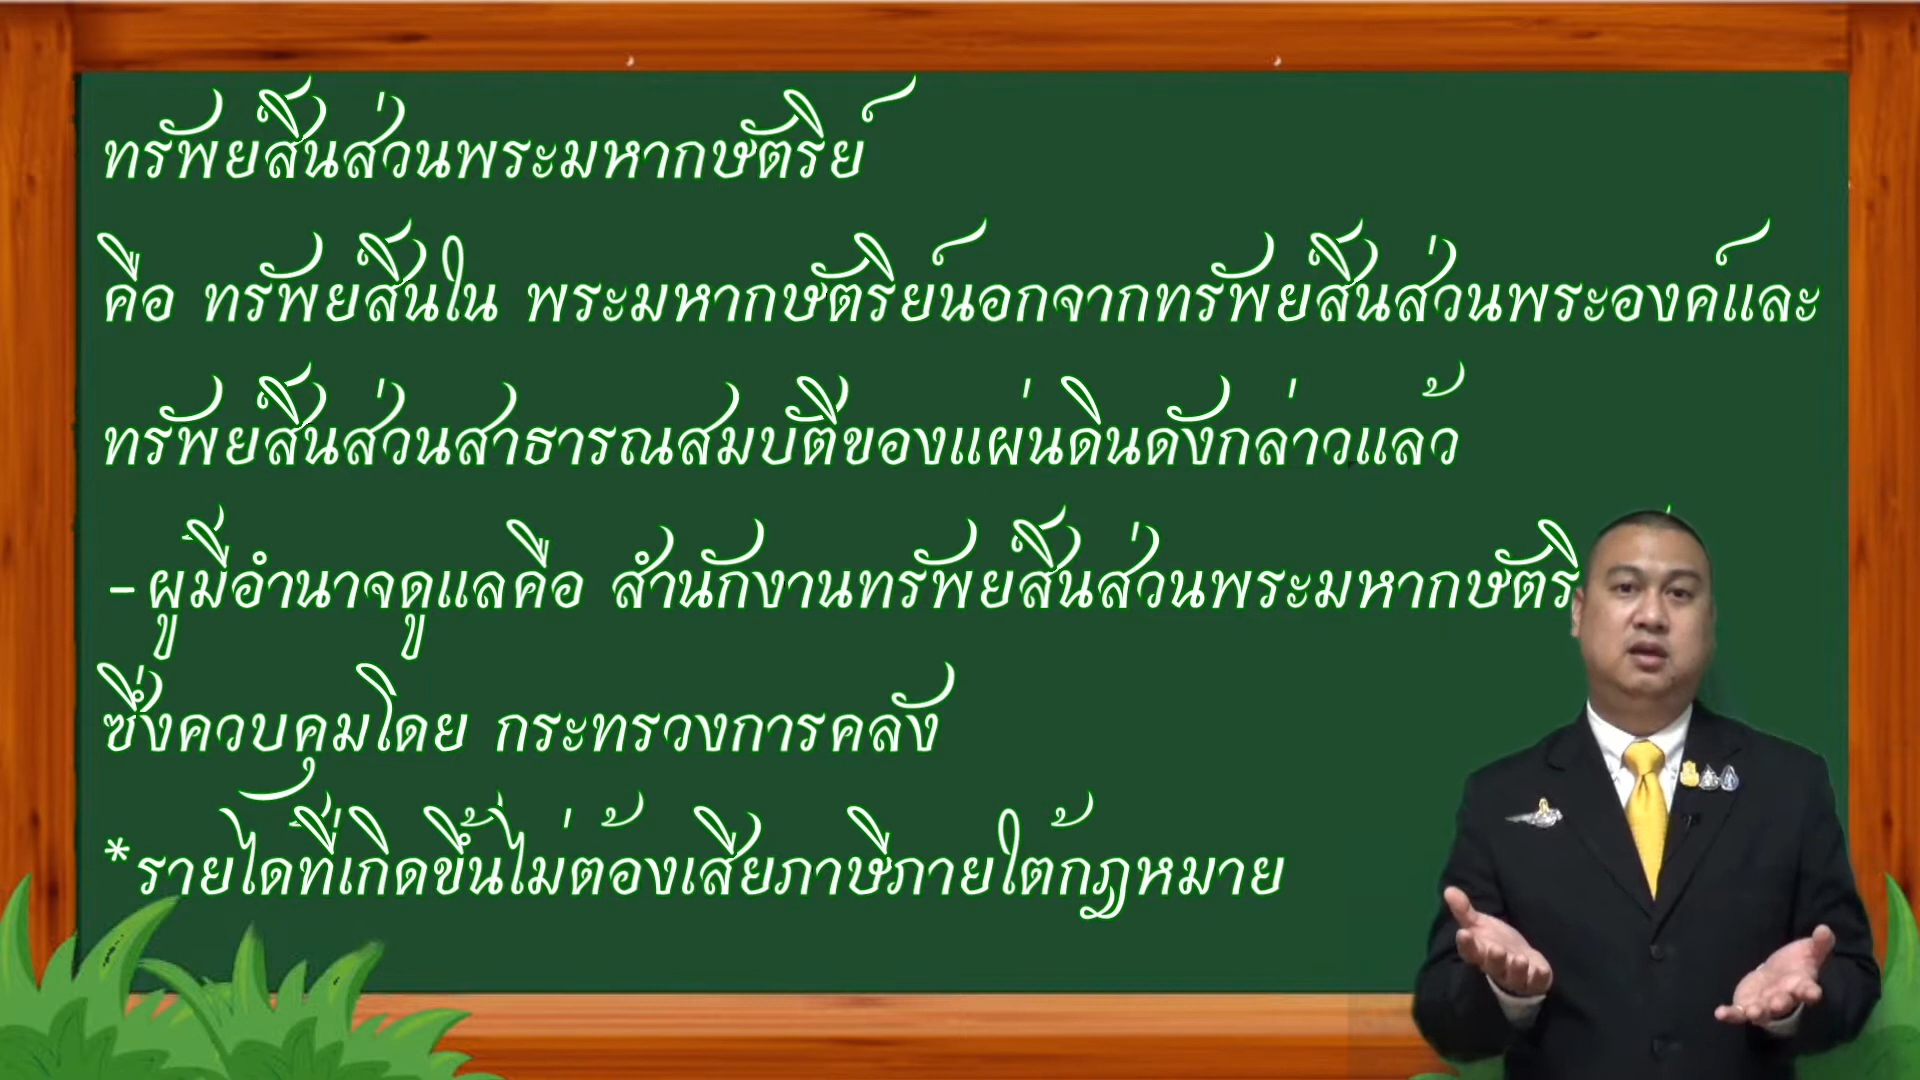 ทรัพย์สินส่วนพระมหากษัตริย์
คือ ทรัพย์สินใน พระมหากษัตริย์นอกจากทรัพย์สินส่วนพระองค์และ
ทรัพย์สินส่วนสาธารณสมบัติของแผ่นดินดังกล่าวแล้ว
-ผู้มีอำนาจดูแลคือ สำนักงานทรัพย์สินส่วนพระมหากษัตริ
ซึ่งควบคุมโดย กระทรวงการคลัง
*รายได้ที่เกิดขึ้นไม่ต้องเสียภาษีภายใต้กฎหมาย